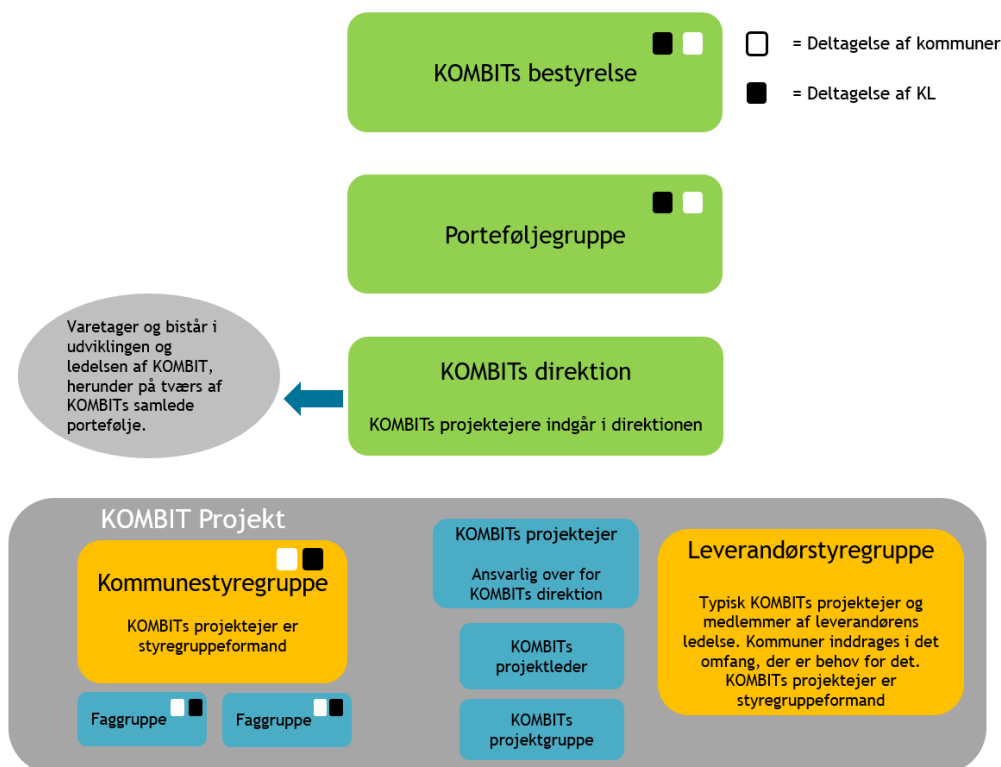 KOMBITs bestyrelse
= Deltagelse af kommuner
= Deltagelse af KL
Porteføljegruppe
Varetager og bistår i
udviklingen og
ledelsen af KOMBIT,
herunder på tværs af
KOMBITs samlede
portefølje.
KOMBITs direktion
KOMBITs projektejere indgår i direktionen
KOMBIT Projekt
Kommunestyregruppe
KOMBITs projektejer er
styregruppeformand
Faggruppe
Faggruppe
KOMBITs projektejer
Ansvarlig over for
KOMBITs direktion
KOMBITs
projektleder
KOMBITs
projektgruppe
Leverandørstyregruppe
Typisk KOMBITs projektejer og
medlemmer af leverandørens
ledelse. Kommuner inddrages i det
omfang, der er behov for det.
KOMBITs projektejer er
styregruppeformand